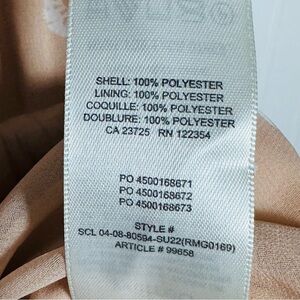 SHELL: 100% POLYESTER
LINING: 100% POLYESTER
COQUILLE: 100% POLYESTER
DOUBLURE: 100% POLYESTER
CA 23725 RN 122354
PO 4500168671
PO 4500168672
PO 4500168673
STYLE #
SCL 04-08-80594-SU22(RMG0169)
ARTICLE # 99658